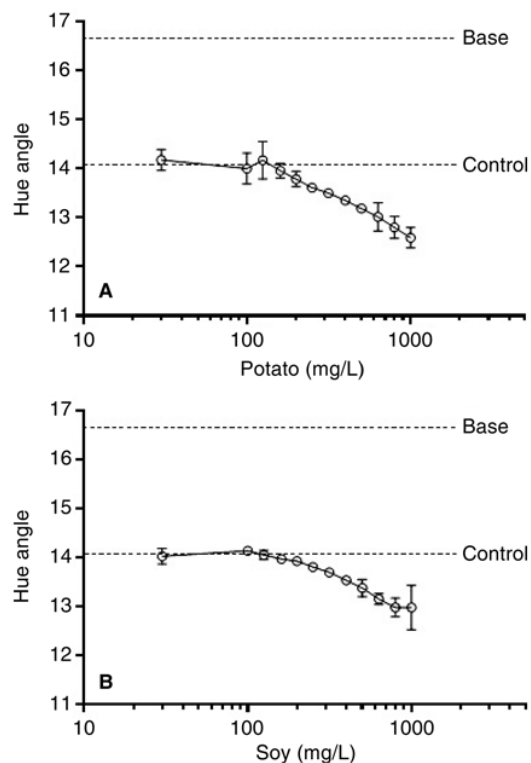 17
Base
16
15
Hue angle
14
Control
13
12
A
11
10
100
1000
Potato (mg/L)
17
Base
16
15
Hue angle
14
Control
13
12
B
11
10
100
1000
Soy (mg/L)